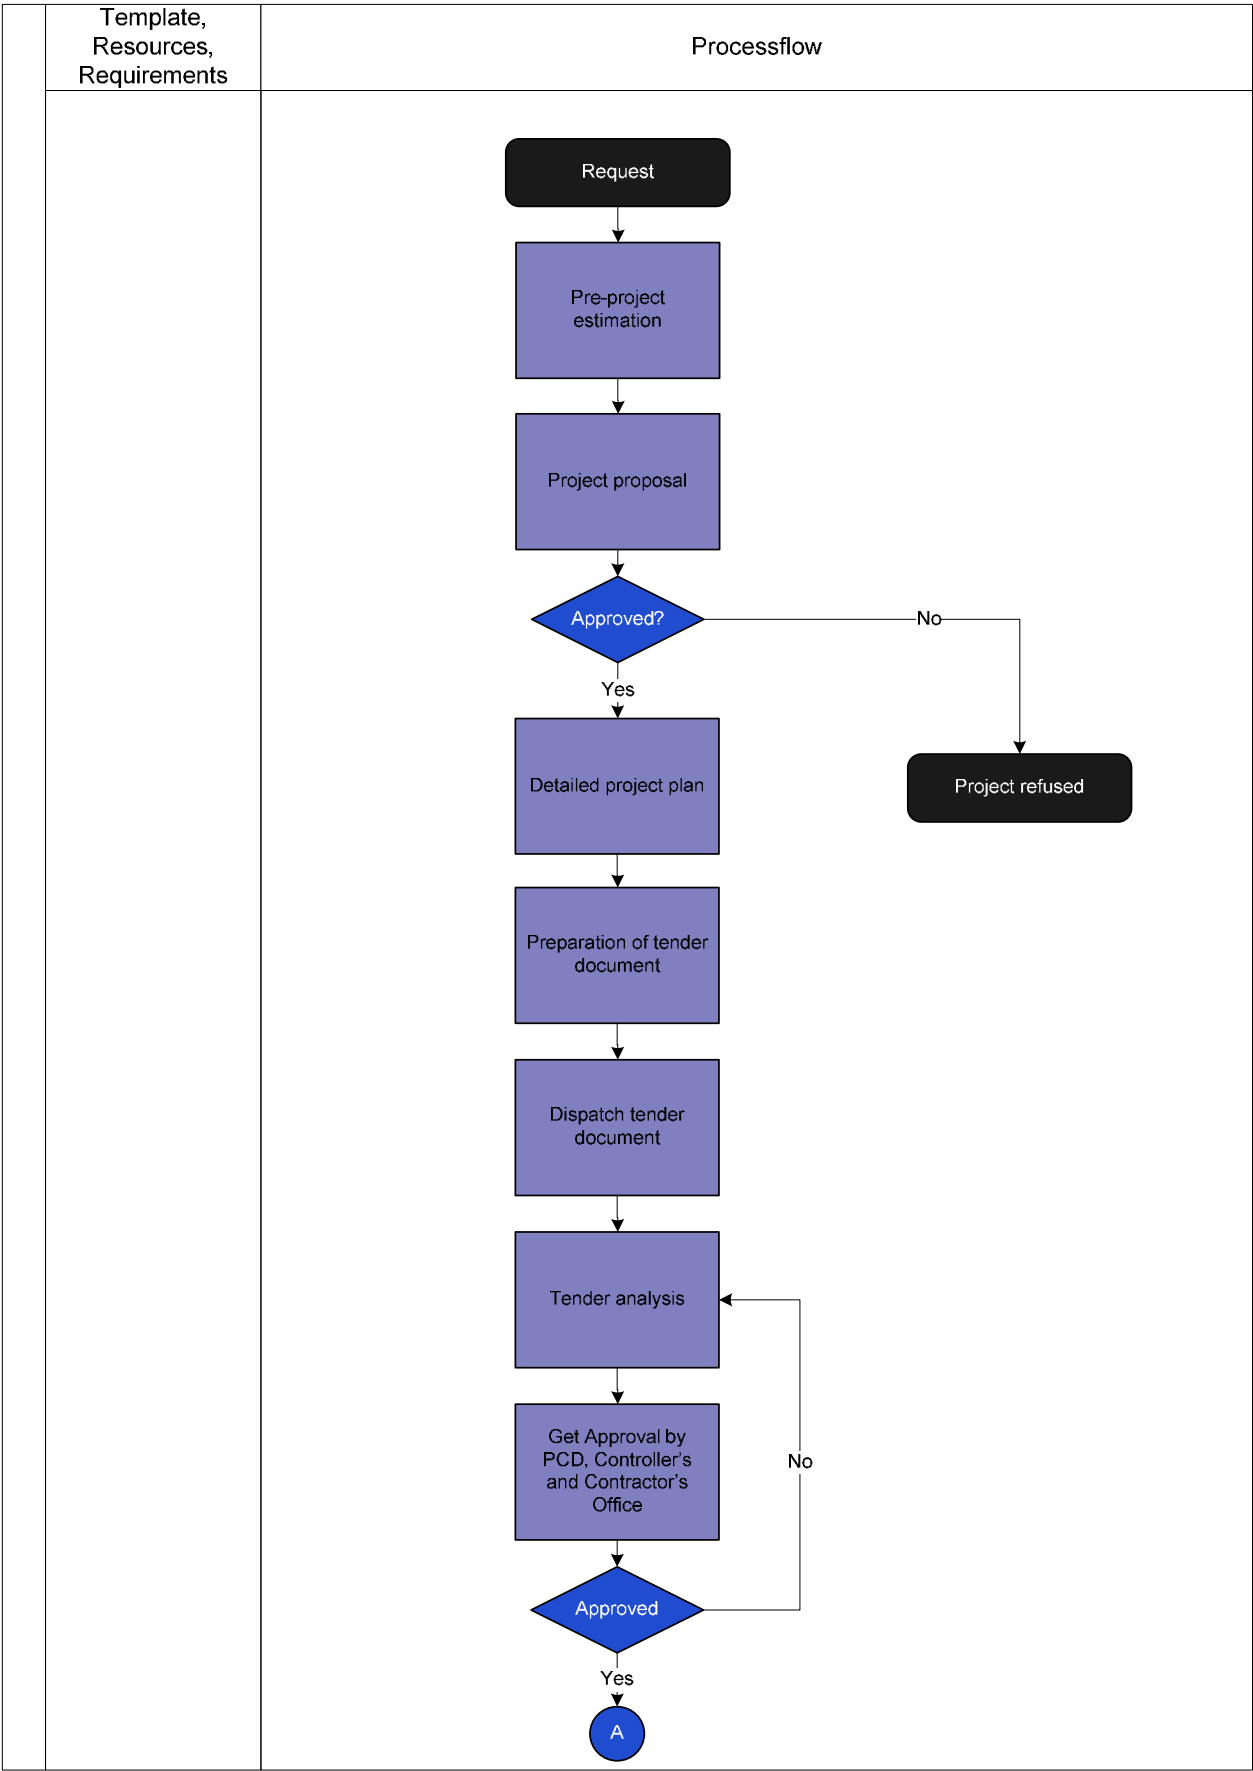 Template,
Resources,
Requirements
Processflow
Request
Pre-project
estimation
Project proposal
Approved?
No
Yes
Detailed project plan
Project refused
Preparation of tender
document
Dispatch tender
document
Tender analysis
Get Approval by
PCD, Controller's
and Contractor's
Office
No
Approved
Yes
A